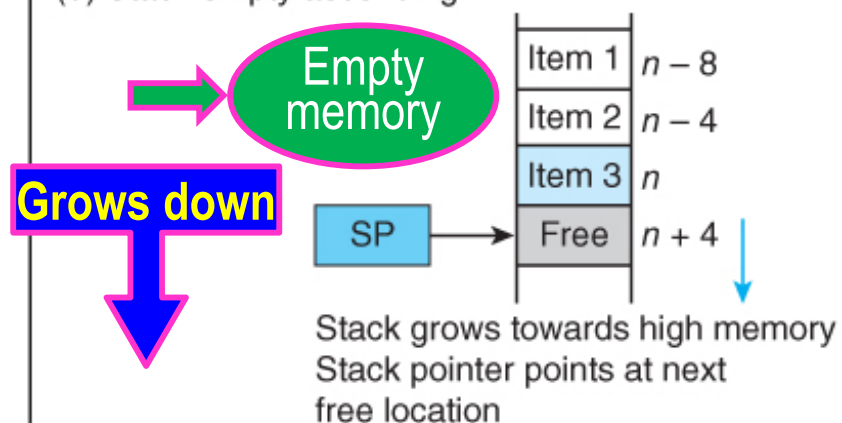 Empty
memory
Item 1 n – 8
Item 2 n – 4
Item 3 n
Grows down
SP Free n + 4
Stack grows towards high memory
Stack pointer points at next
free location